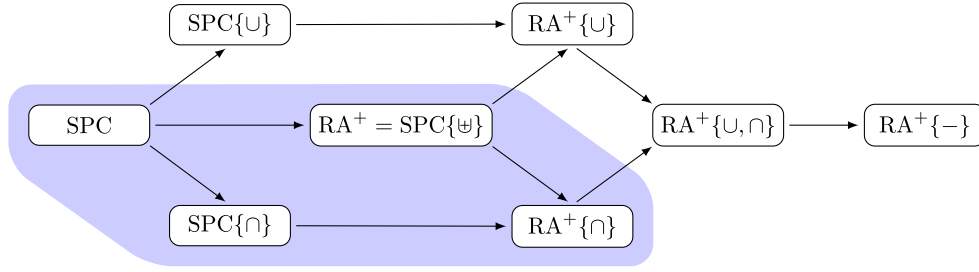 SPC{∪}
RA⁺{∪}
SPC
RA⁺ = SPC{⊎}
RA⁺{∪, ∩}
RA⁺{−}
SPC{∩}
RA⁺{∩}